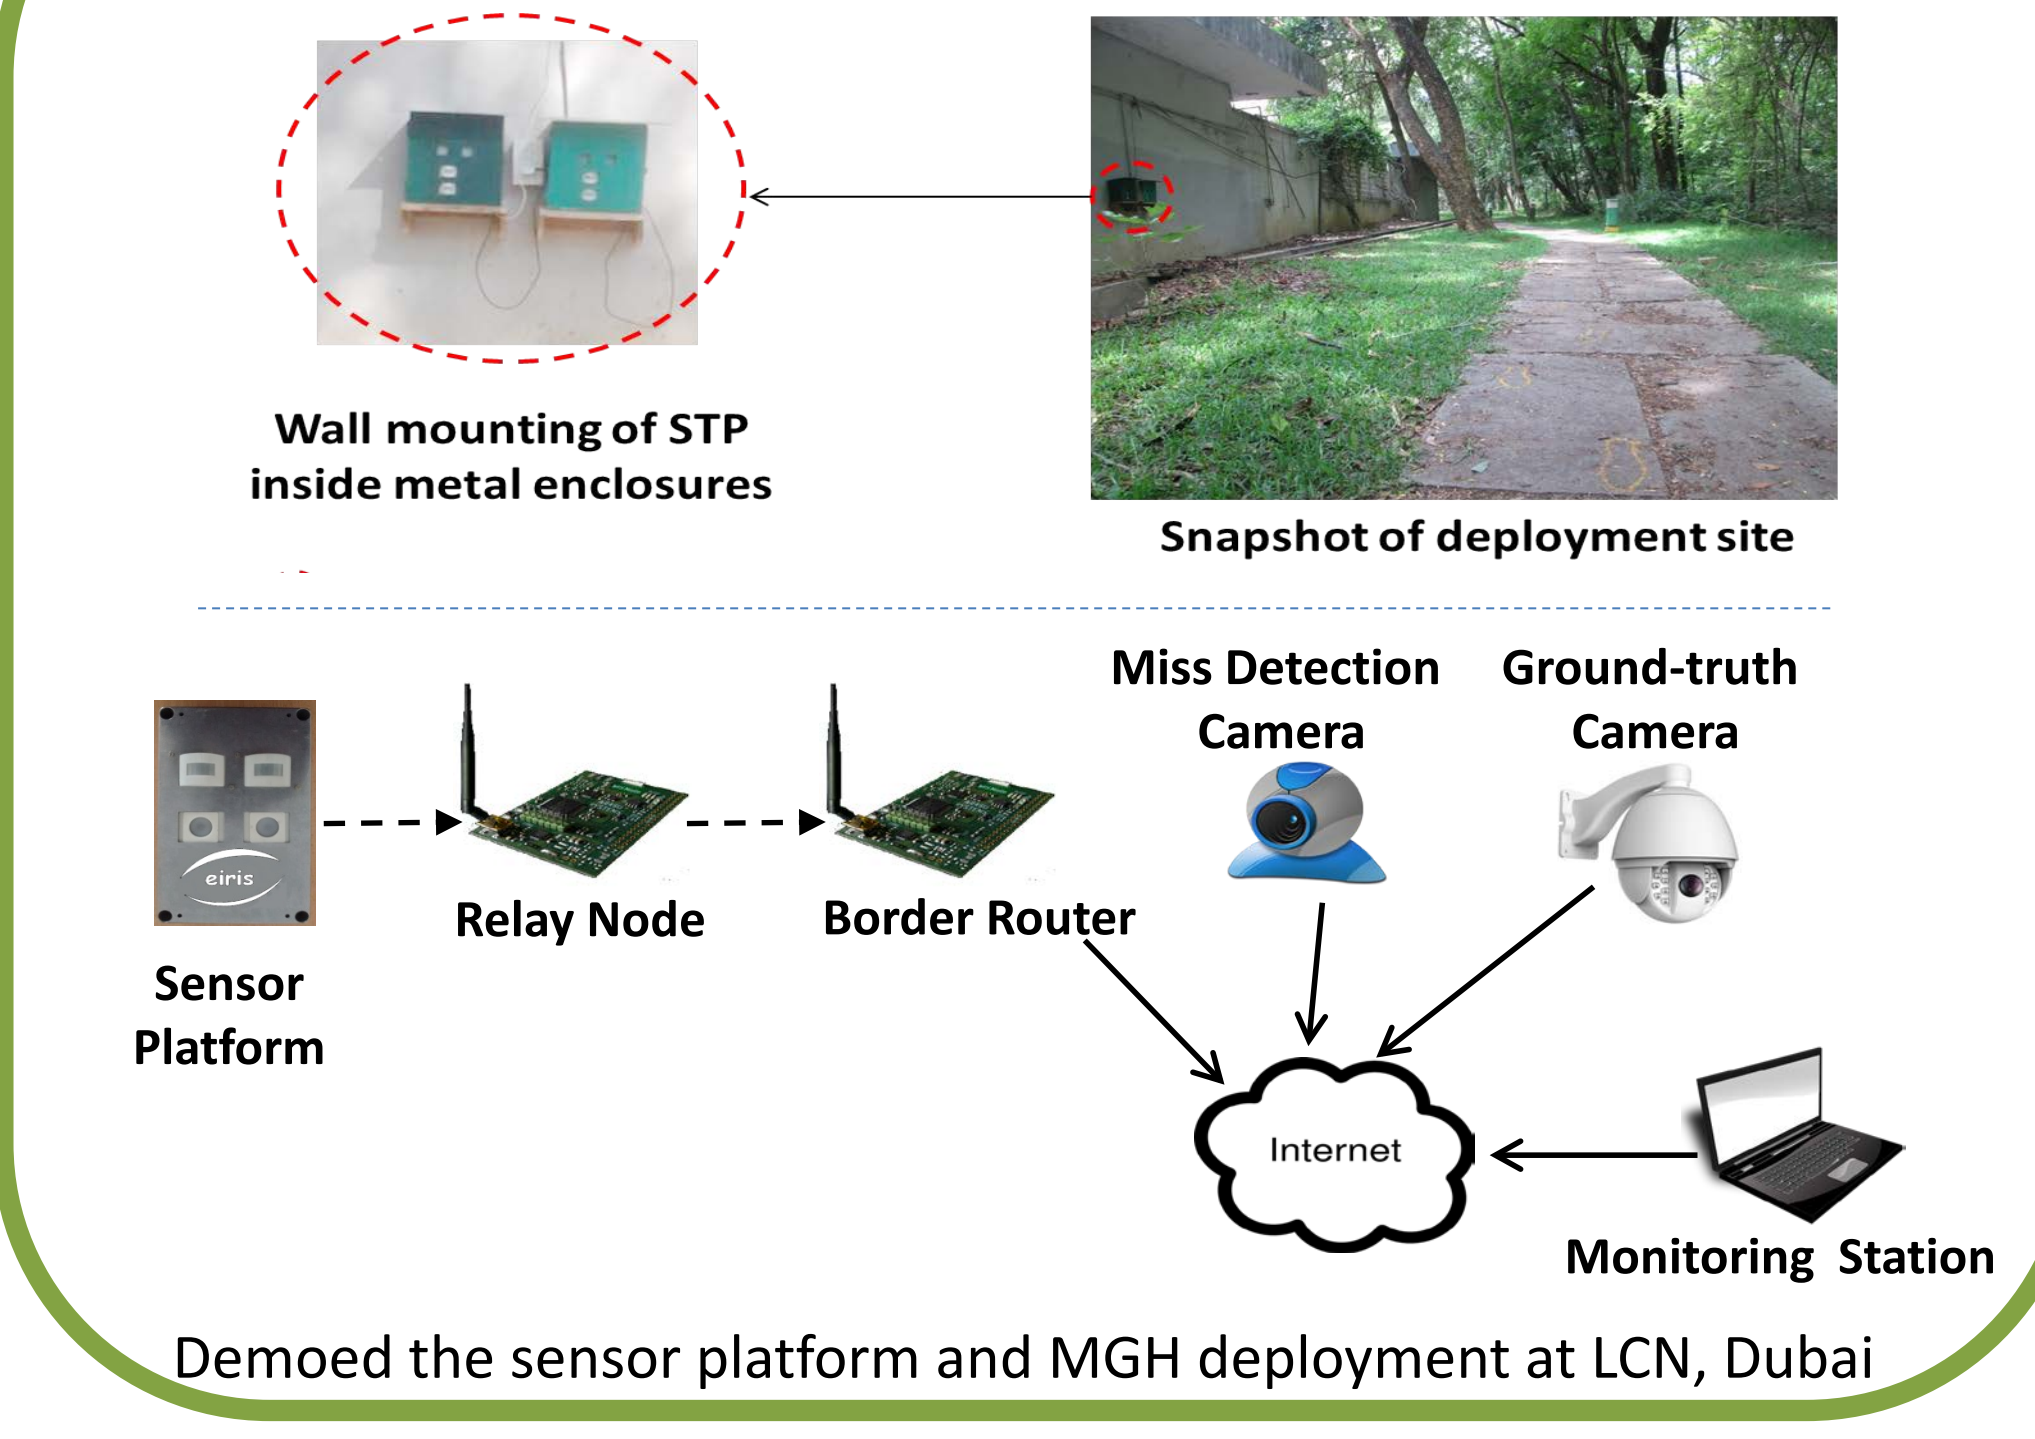 Wall mounting of STP
inside metal enclosures
Snapshot of deployment site
Miss Detection
Camera
Ground-truth
Camera
eiris
Sensor
Platform
Relay Node
Border Router
Internet
Monitoring Station
Demoed the sensor platform and MGH deployment at LCN, Dubai